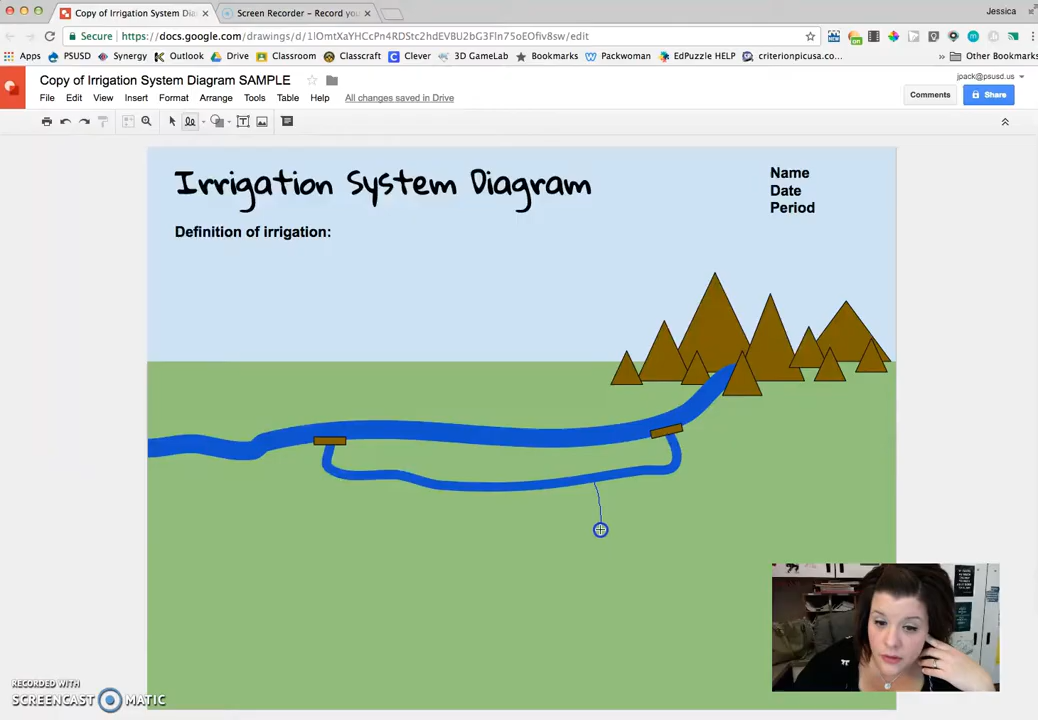 Copy of Irrigation System Dia
Screen Recorder – Record you
Jessica
Secure
https://docs.google.com/drawings/d/1lOmtXaYHCcPn4RDStc2hdEVBU2bG3FIn75oEOfiv8sw/edit
Apps PSUSD Synergy Outlook Drive Classroom Classcraft Clever 3D GameLab Bookmarks Packwoman EdPuzzle HELP criterionpicusa.co... » Other Bookmarks
Copy of Irrigation System Diagram SAMPLE
jpack@psusd.us
File Edit View Insert Format Arrange Tools Table Help All changes saved in Drive
Comments
Share
Irrigation System Diagram
Name
Date
Period
Definition of irrigation:
RECORDED WITH
SCREENCAST MATIC